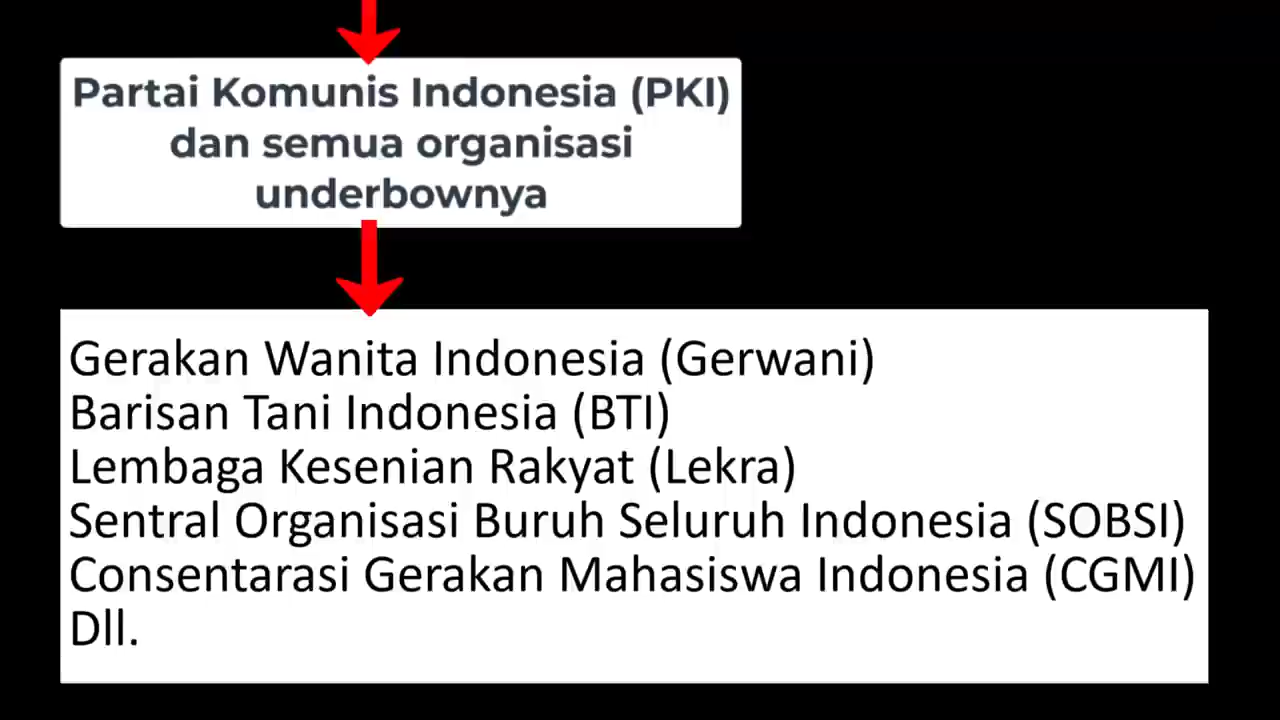 Partai Komunis Indonesia (PKI)
dan semua organisasi
underbownya
Gerakan Wanita Indonesia (Gerwani)
Barisan Tani Indonesia (BTI)
Lembaga Kesenian Rakyat (Lekra)
Sentral Organisasi Buruh Seluruh Indonesia (SOBSI)
Consentarasi Gerakan Mahasiswa Indonesia (CGMI)
Dll.